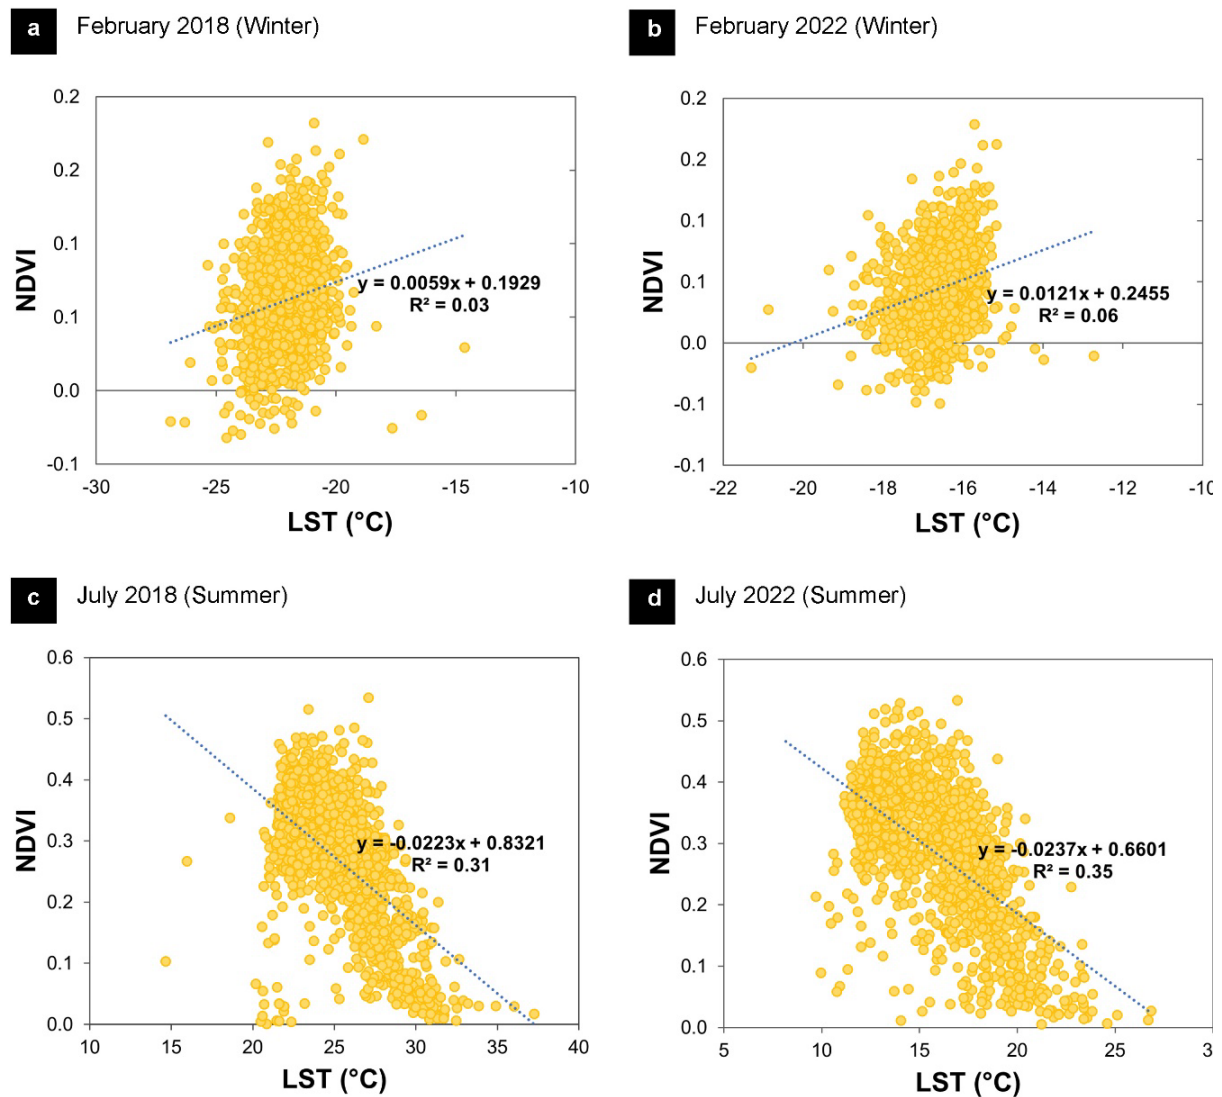 a February 2018 (Winter)
0.2
0.2
0.1
0.1
0.0
-0.1
NDVI
y = 0.0059x + 0.1929
R² = 0.03
-30 -25 -20 -15 -10
LST (°C)
b February 2022 (Winter)
0.2
0.2
0.1
0.1
0.0
-0.1
-0.1
NDVI
y = 0.0121x + 0.2455
R² = 0.06
-22 -20 -18 -16 -14 -12 -10
LST (°C)
c July 2018 (Summer)
0.6
0.5
0.4
0.3
0.2
0.1
0.0
NDVI
y = -0.0223x + 0.8321
R² = 0.31
10 15 20 25 30 35 40
LST (°C)
d July 2022 (Summer)
0.6
0.5
0.4
0.3
0.2
0.1
0.0
NDVI
y = -0.0237x + 0.6601
R² = 0.35
5 10 15 20 25
LST (°C)